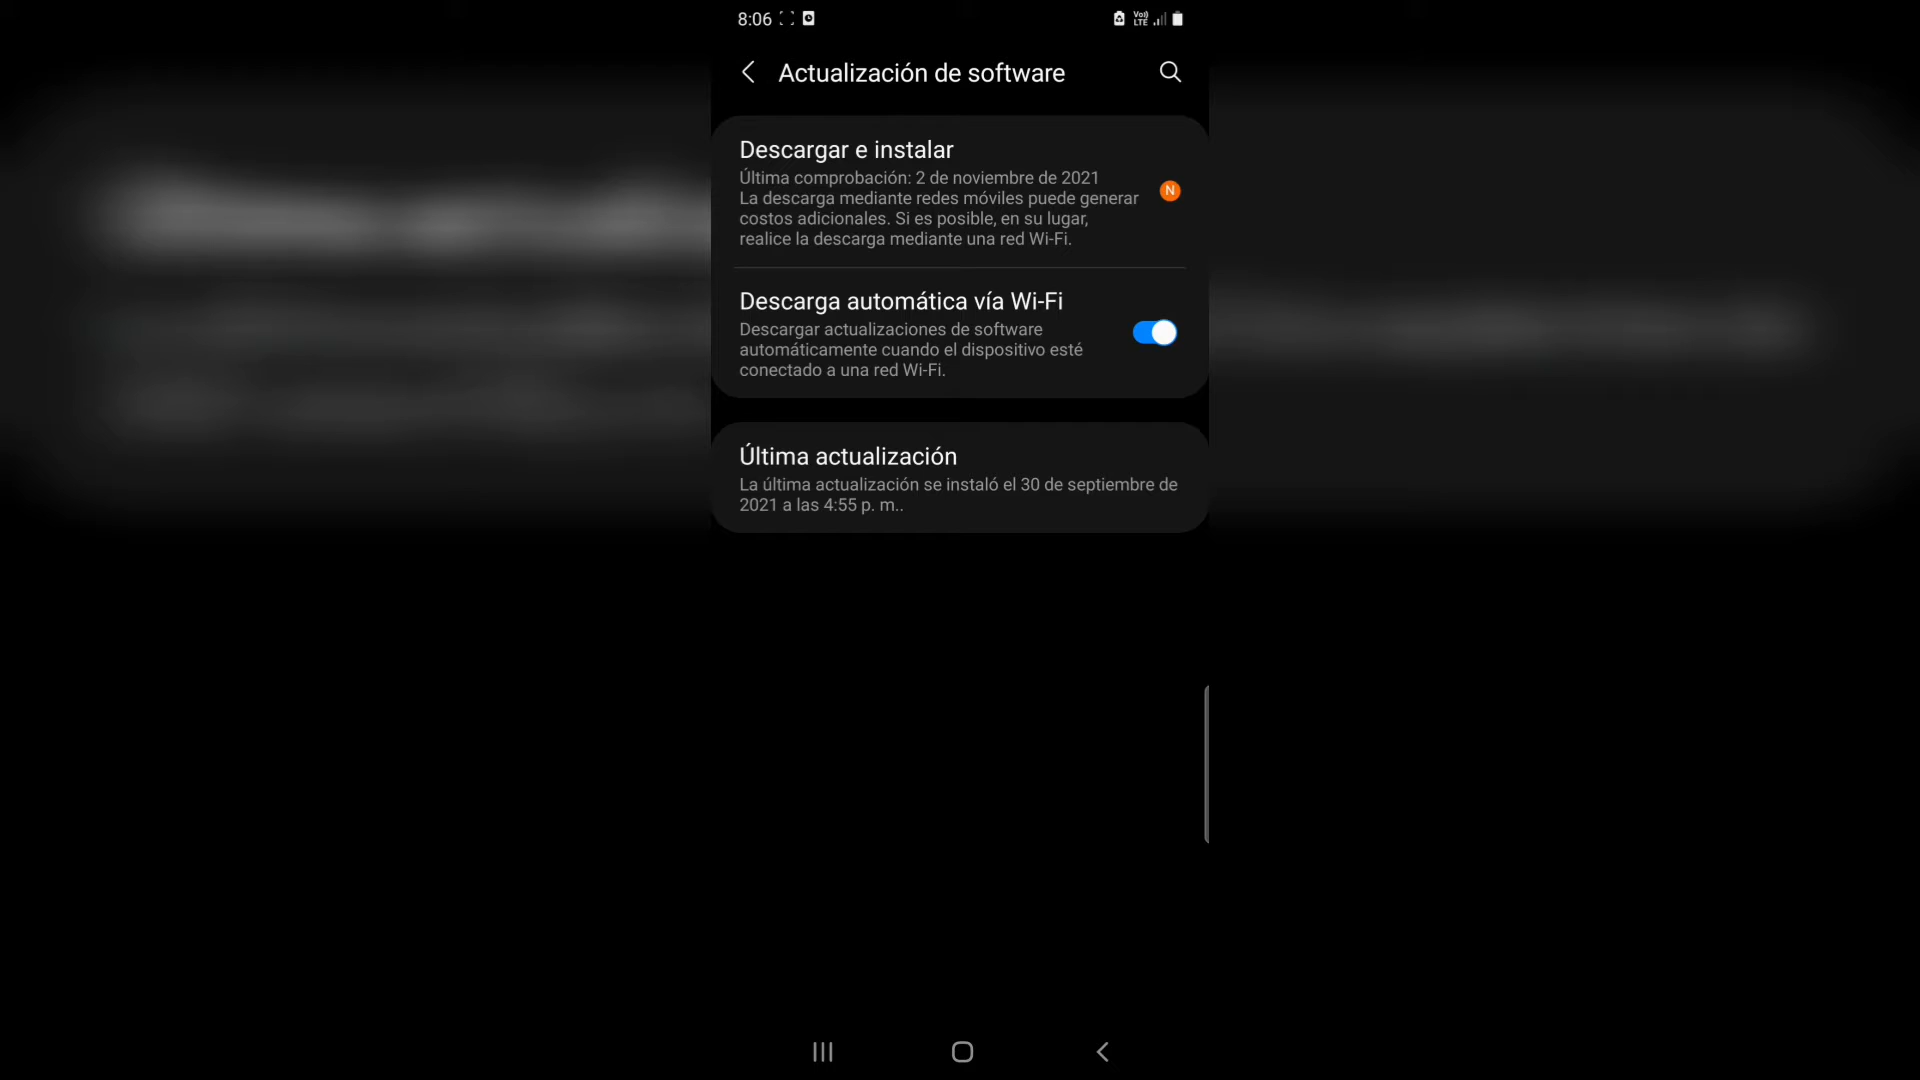 8:06
Vo))
LTE
Actualización de software
Descargar e instalar
Última comprobación: 2 de noviembre de 2021
La descarga mediante redes móviles puede generar
costos adicionales. Si es posible, en su lugar,
realice la descarga mediante una red Wi-Fi.
N
Descarga automática vía Wi-Fi
Descargar actualizaciones de software
automáticamente cuando el dispositivo esté
conectado a una red Wi-Fi.
Última actualización
La última actualización se instaló el 30 de septiembre de
2021 a las 4:55 p. m..